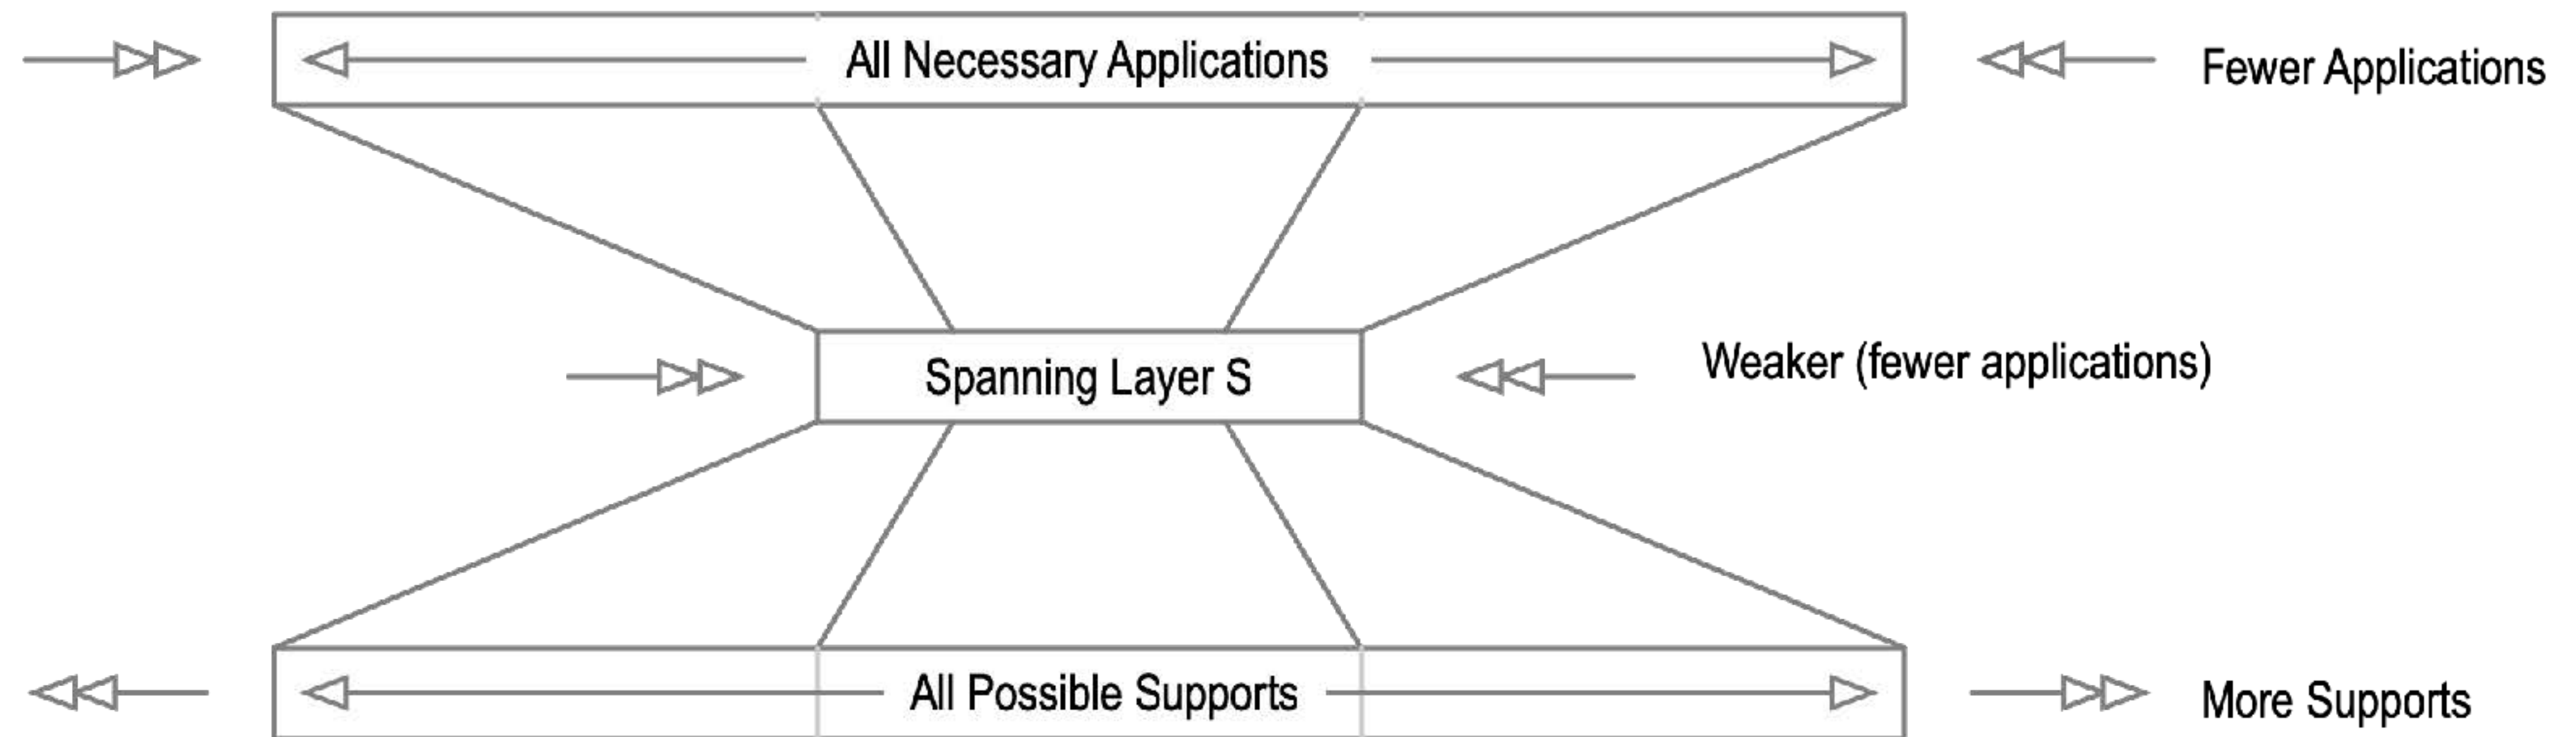 All Necessary Applications
Fewer Applications
Spanning Layer S
Weaker (fewer applications)
All Possible Supports
More Supports